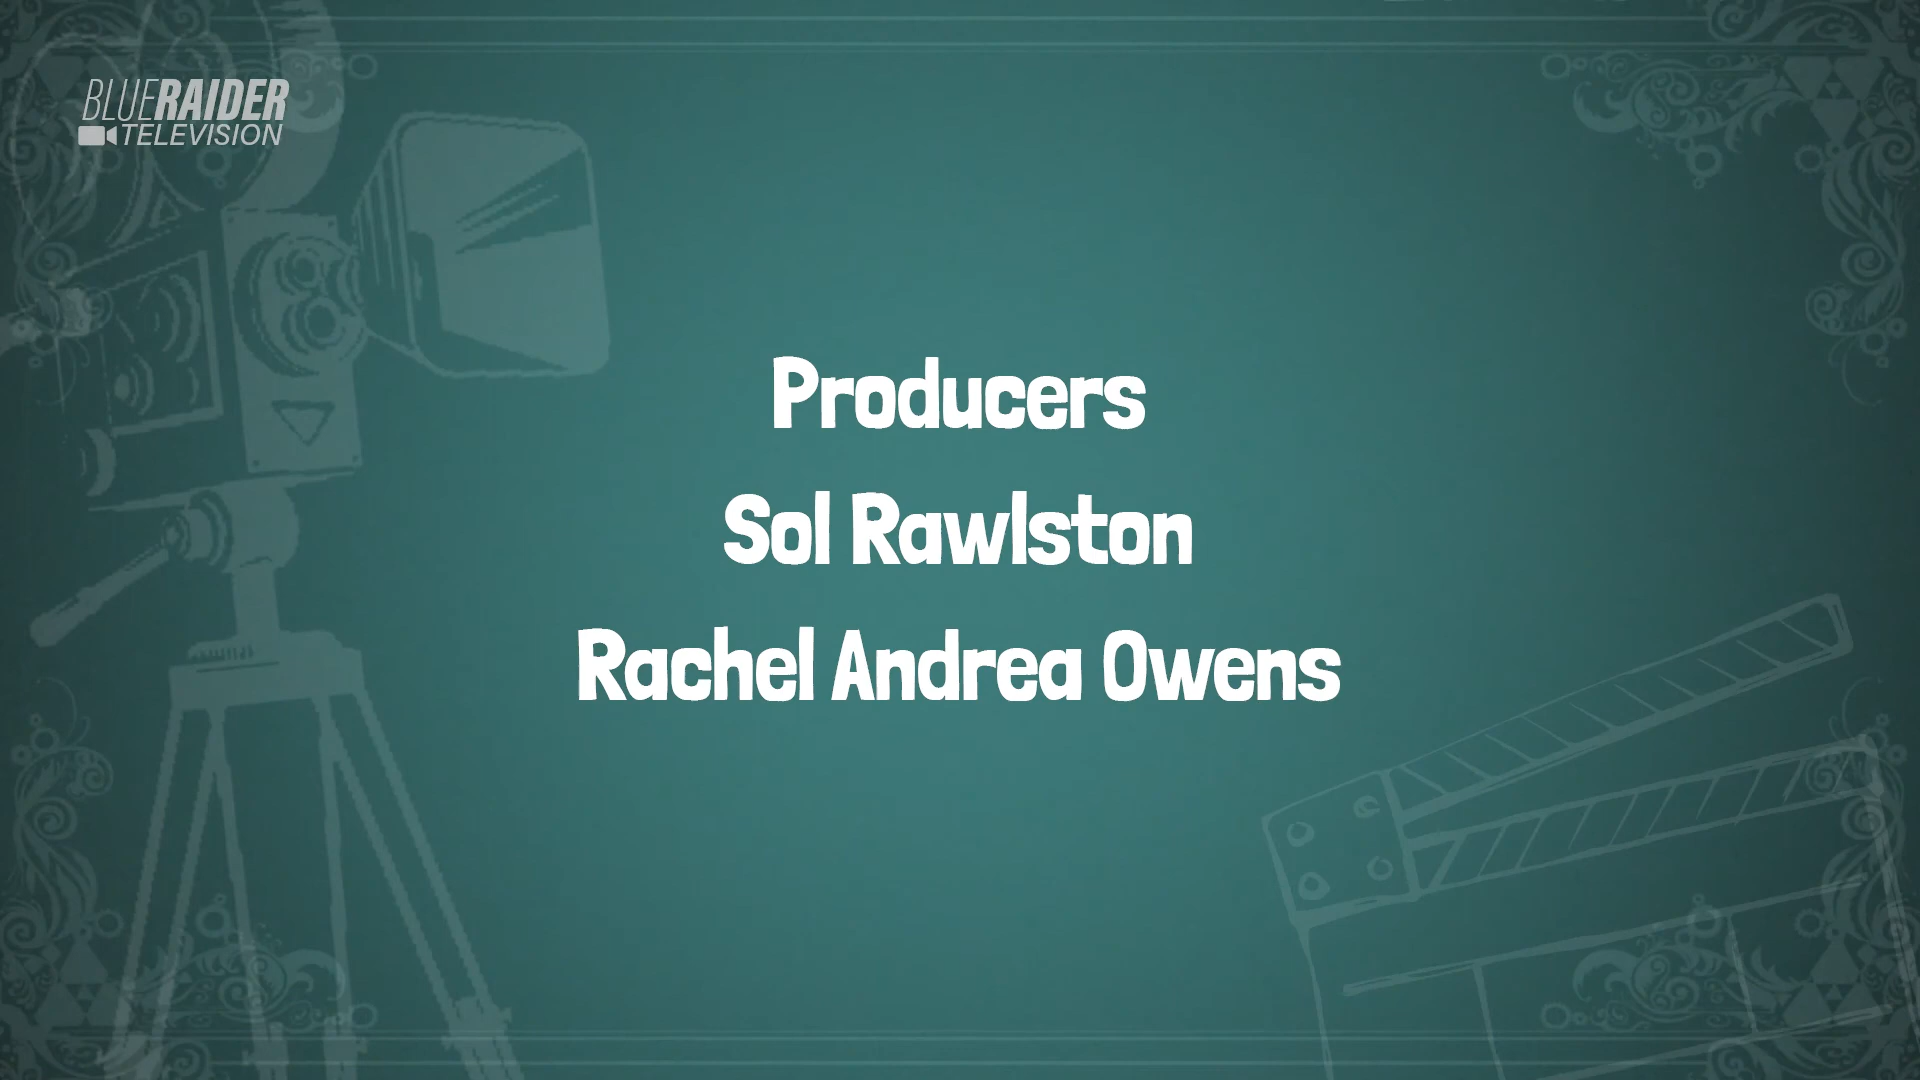 BLUERAIDER
TELEVISION
Producers
Sol Rawlston
Rachel Andrea Owens